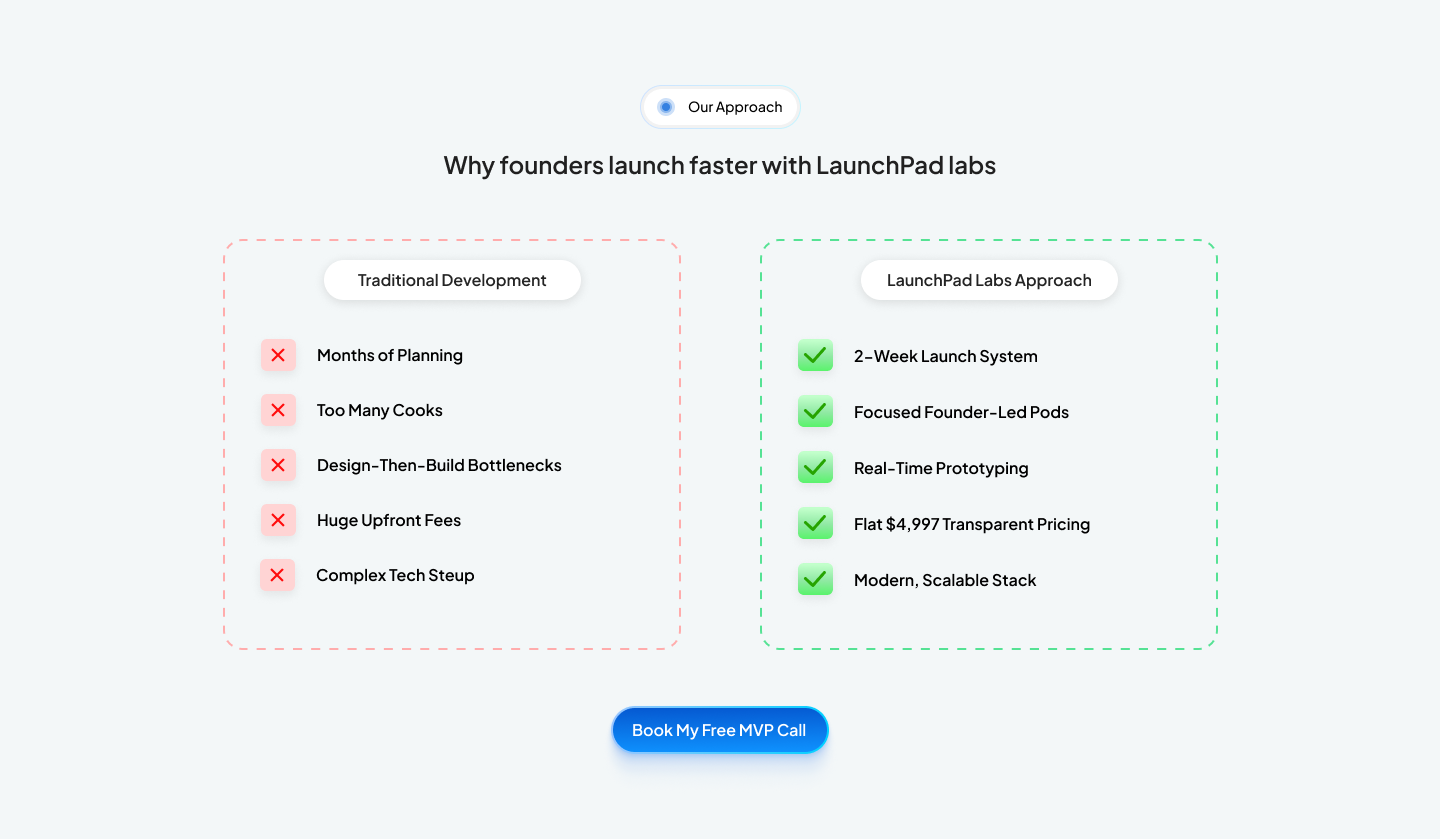 Our Approach
Why founders launch faster with LaunchPad labs
Traditional Development
Months of Planning
Too Many Cooks
Design-Then-Build Bottlenecks
Huge Upfront Fees
Complex Tech Steup
LaunchPad Labs Approach
2-Week Launch System
Focused Founder-Led Pods
Real-Time Prototyping
Flat $4,997 Transparent Pricing
Modern, Scalable Stack
Book My Free MVP Call